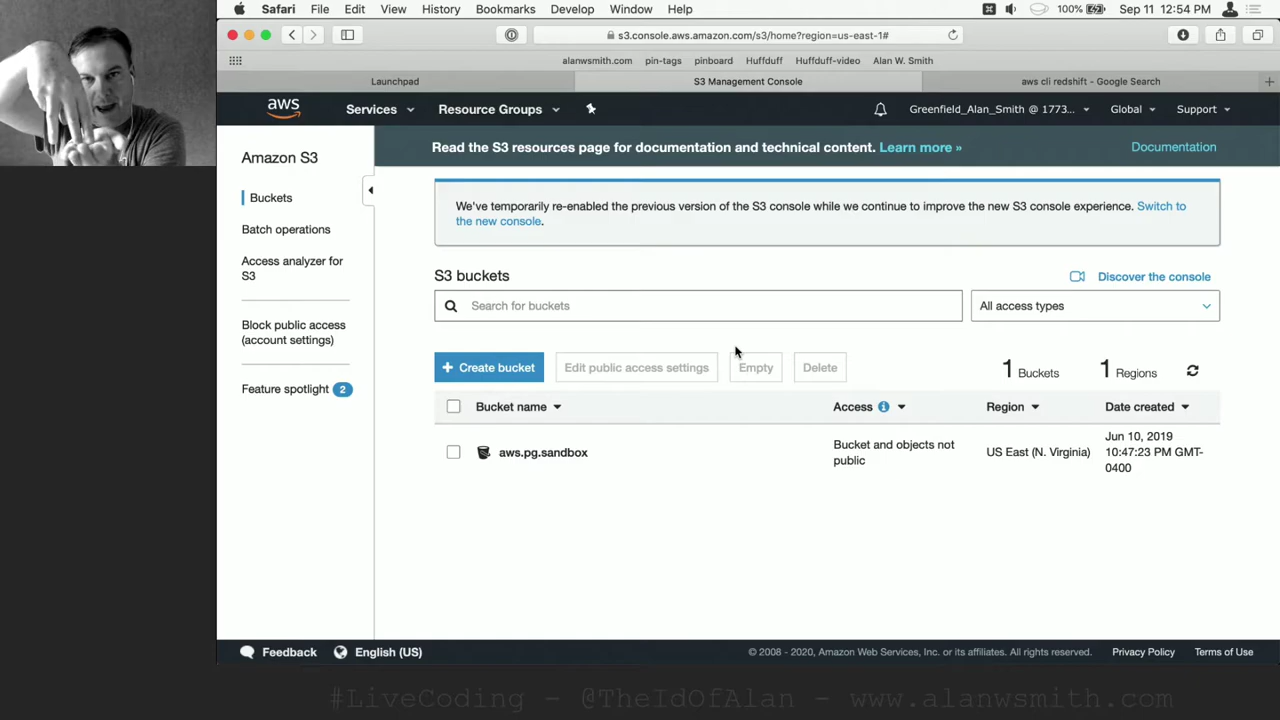 Safari File Edit View History Bookmarks Develop Window Help 100% Sep 11 12:54 PM
s3.console.aws.amazon.com/s3/home?region=us-east-1#
alanwsmith.com pin-tags pinboard Huffduff Huffduff-video Alan W. Smith
Launchpad S3 Management Console aws cli redshift - Google Search
aws Services Resource Groups Greenfield_Alan_Smith @ 1773... Global Support
Amazon S3
Buckets
Batch operations
Access analyzer for
S3
Block public access
(account settings)
Feature spotlight 2
Read the S3 resources page for documentation and technical content. Learn more » Documentation
We've temporarily re-enabled the previous version of the S3 console while we continue to improve the new S3 console experience. Switch to
the new console.
S3 buckets Discover the console
Search for buckets All access types
+ Create bucket Edit public access settings Empty Delete 1 Buckets 1 Regions
Bucket name Access Region Date created
aws.pg.sandbox Bucket and objects not public US East (N. Virginia) Jun 10, 2019 10:47:23 PM GMT-0400
Feedback English (US) © 2008 - 2020, Amazon Web Services, Inc. or its affiliates. All rights reserved. Privacy Policy Terms of Use
#LiveCoding - @TheIdOfAlan - www.alanwsmith.com